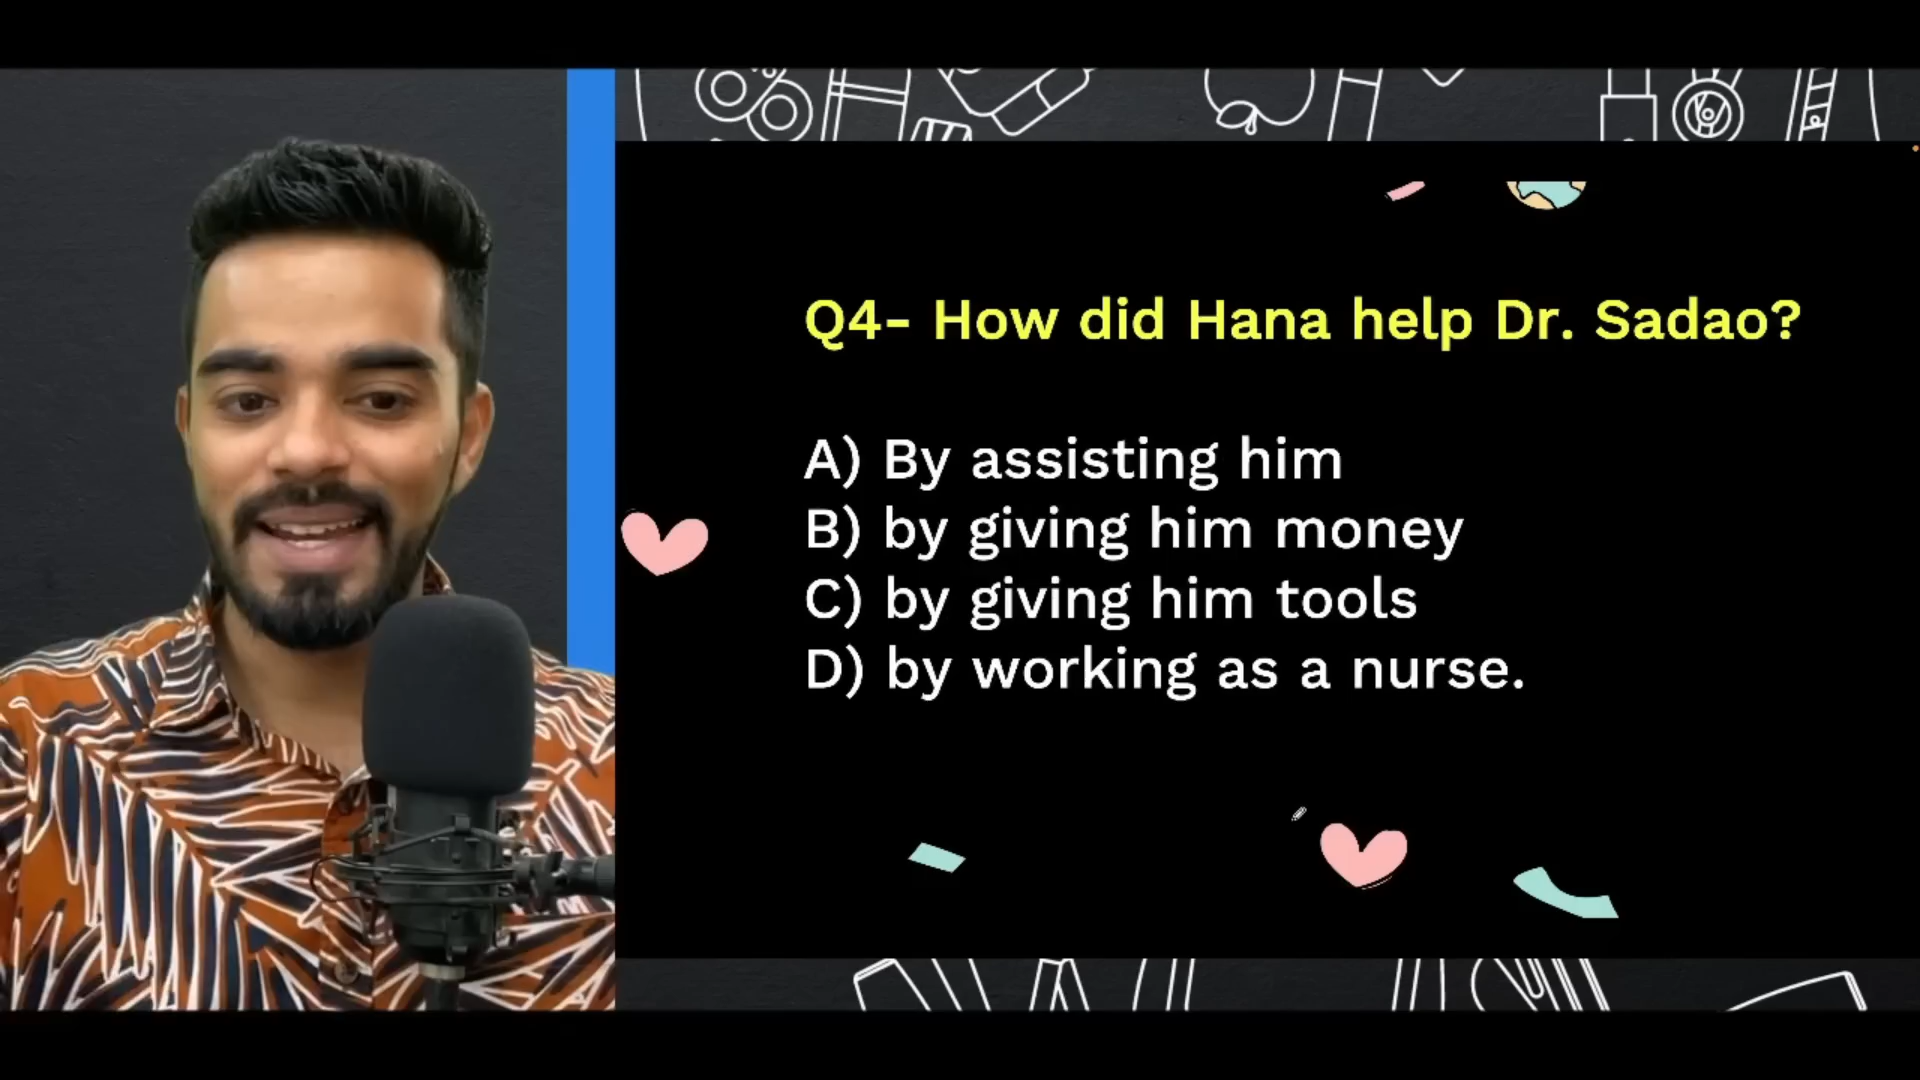 Q4- How did Hana help Dr. Sadao?
A) By assisting him
B) by giving him money
C) by giving him tools
D) by working as a nurse.